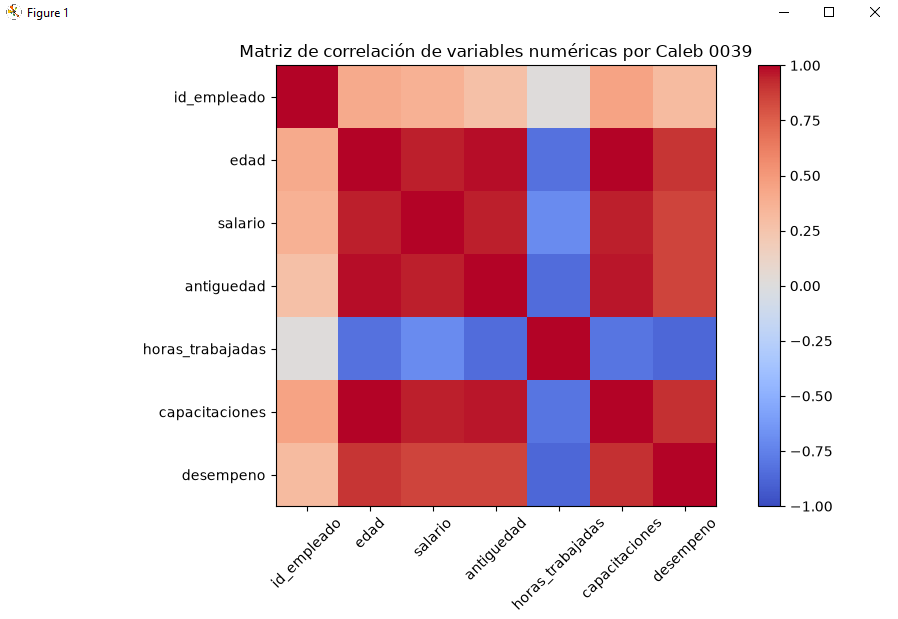 Figure 1
Matriz de correlación de variables numéricas por Caleb 0039
id_empleado
edad
salario
antiguedad
horas_trabajadas
capacitaciones
desempeno
id_empleado
edad
salario
antiguedad
horas_trabajadas
capacitaciones
desempeno
1.00
0.75
0.50
0.25
0.00
−0.25
−0.50
−0.75
−1.00